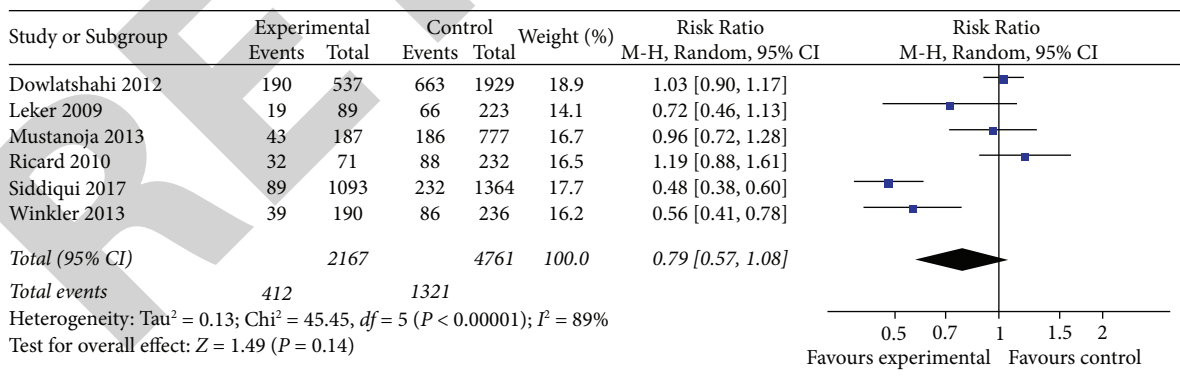 Study or Subgroup Experimental Control Weight (%) Risk Ratio Risk Ratio
Events Total Events Total M-H, Random, 95% CI M-H, Random, 95% CI
Dowlatshahi 2012 190 537 663 1929 18.9 1.03 [0.90, 1.17]
Leker 2009 19 89 66 223 14.1 0.72 [0.46, 1.13]
Mustanoja 2013 43 187 186 777 16.7 0.96 [0.72, 1.28]
Ricard 2010 32 71 88 232 16.5 1.19 [0.88, 1.61]
Siddiqui 2017 89 1093 232 1364 17.7 0.48 [0.38, 0.60]
Winkler 2013 39 190 86 236 16.2 0.56 [0.41, 0.78]
Total (95% CI) 2167 4761 100.0 0.79 [0.57, 1.08]
Total events 412 1321
Heterogeneity: Tau² = 0.13; Chi² = 45.45, df = 5 (P < 0.00001); I² = 89%
Test for overall effect: Z = 1.49 (P = 0.14)
0.5 0.7 1 1.5 2
Favours experimental Favours control